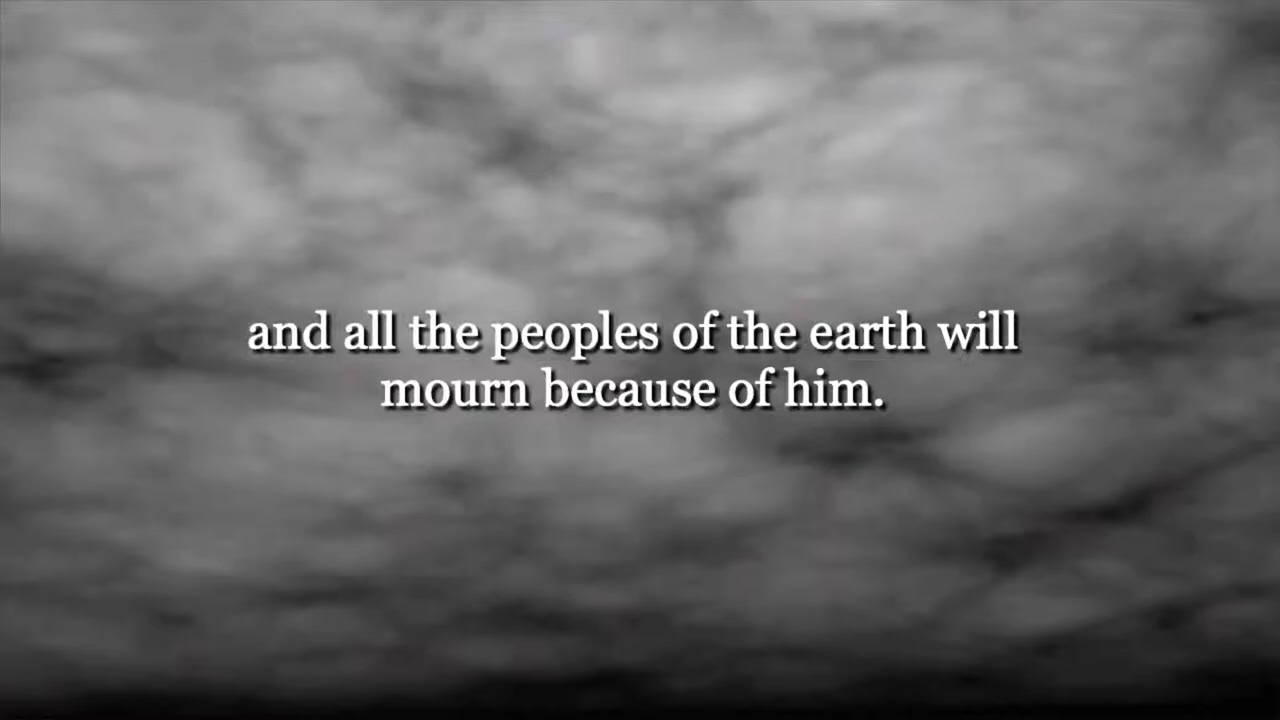 and all the peoples of the earth will
mourn because of him.